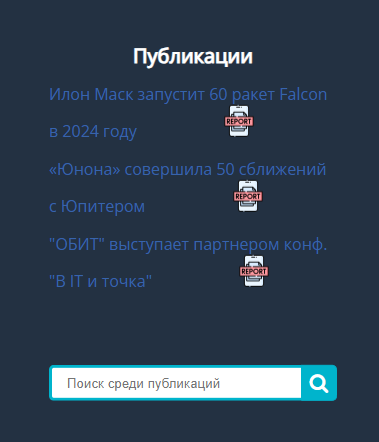 Публикации
Илон Маск запустит 60 ракет Falcon
REPORT
в 2024 году
«Юнона» совершила 50 сближений
REPORT
с Юпитером
"ОБИТ" выступает партнером конф.
REPORT
"В IT и точка"
Поиск среди публикаций